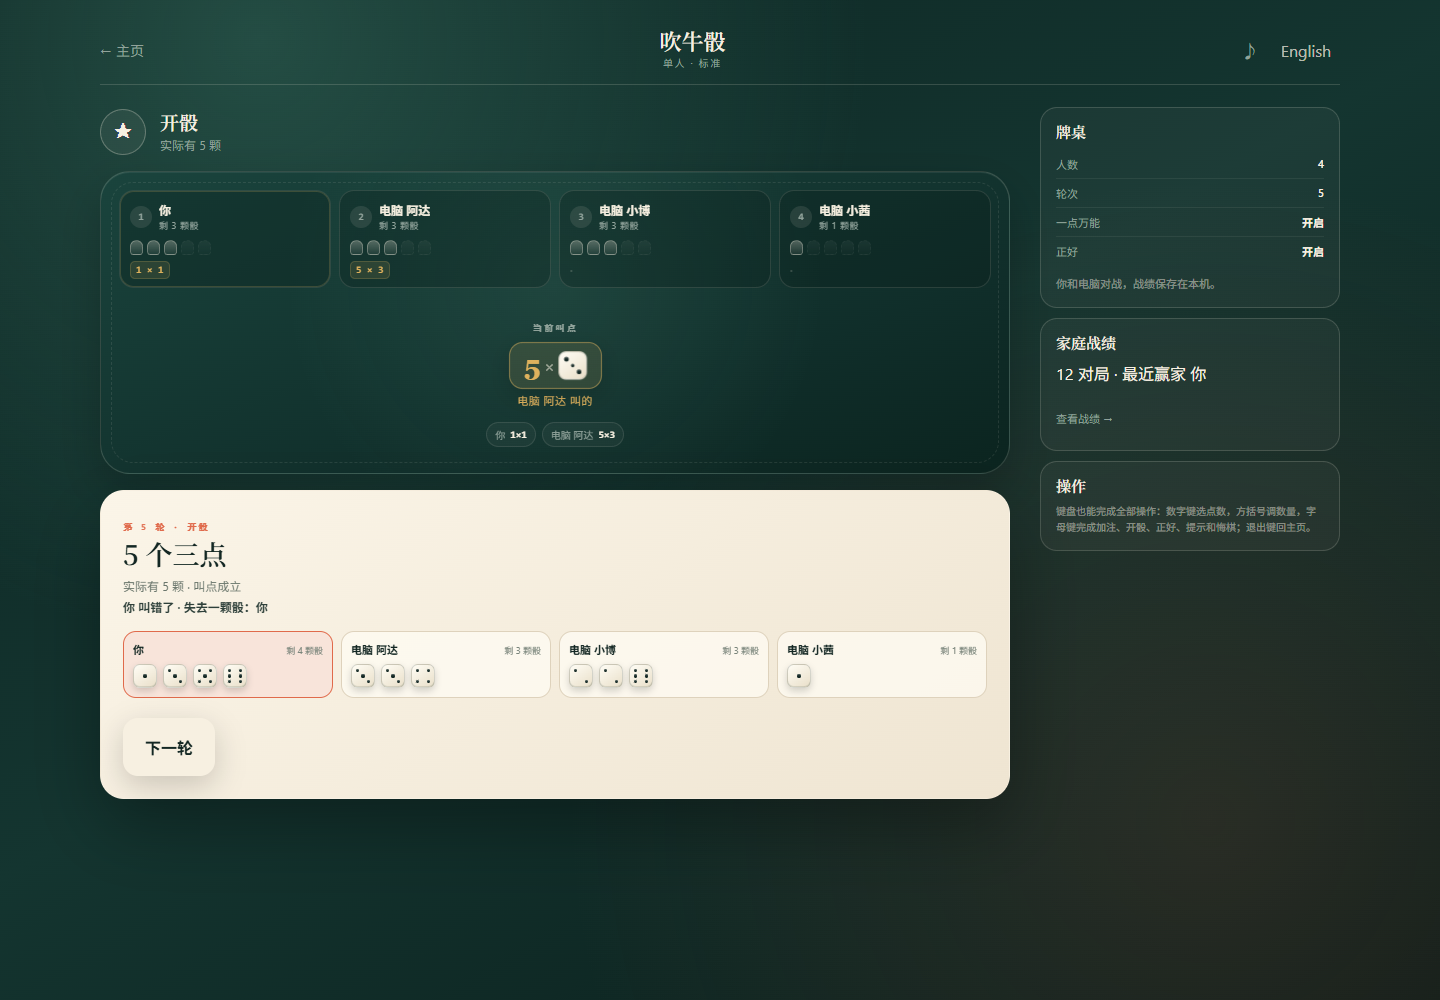 ← 主页
吹牛骰
单人 · 标准
♪ English
开骰
实际有 5 颗
1 你 剩 3 颗骰 1 × 1
2 电脑 阿达 剩 3 颗骰 5 × 3
3 电脑 小博 剩 3 颗骰
4 电脑 小茜 剩 1 颗骰
当前叫点
5 ×
电脑 阿达 叫的
你 1×1 电脑 阿达 5×3
第 5 轮 · 开骰
5 个三点
实际有 5 颗 · 叫点成立
你 叫错了 · 失去一颗骰：你
你 剩 4 颗骰
电脑 阿达 剩 3 颗骰
电脑 小博 剩 3 颗骰
电脑 小茜 剩 1 颗骰
下一轮
牌桌
人数 4
轮次 5
一点万能 开启
正好 开启
你和电脑对战，战绩保存在本机。
家庭战绩
12 对局 · 最近赢家 你
查看战绩 →
操作
键盘也能完成全部操作：数字键选点数，方括号调数量，字
母键完成加注、开骰、正好、提示和悔棋；退出键回主页。